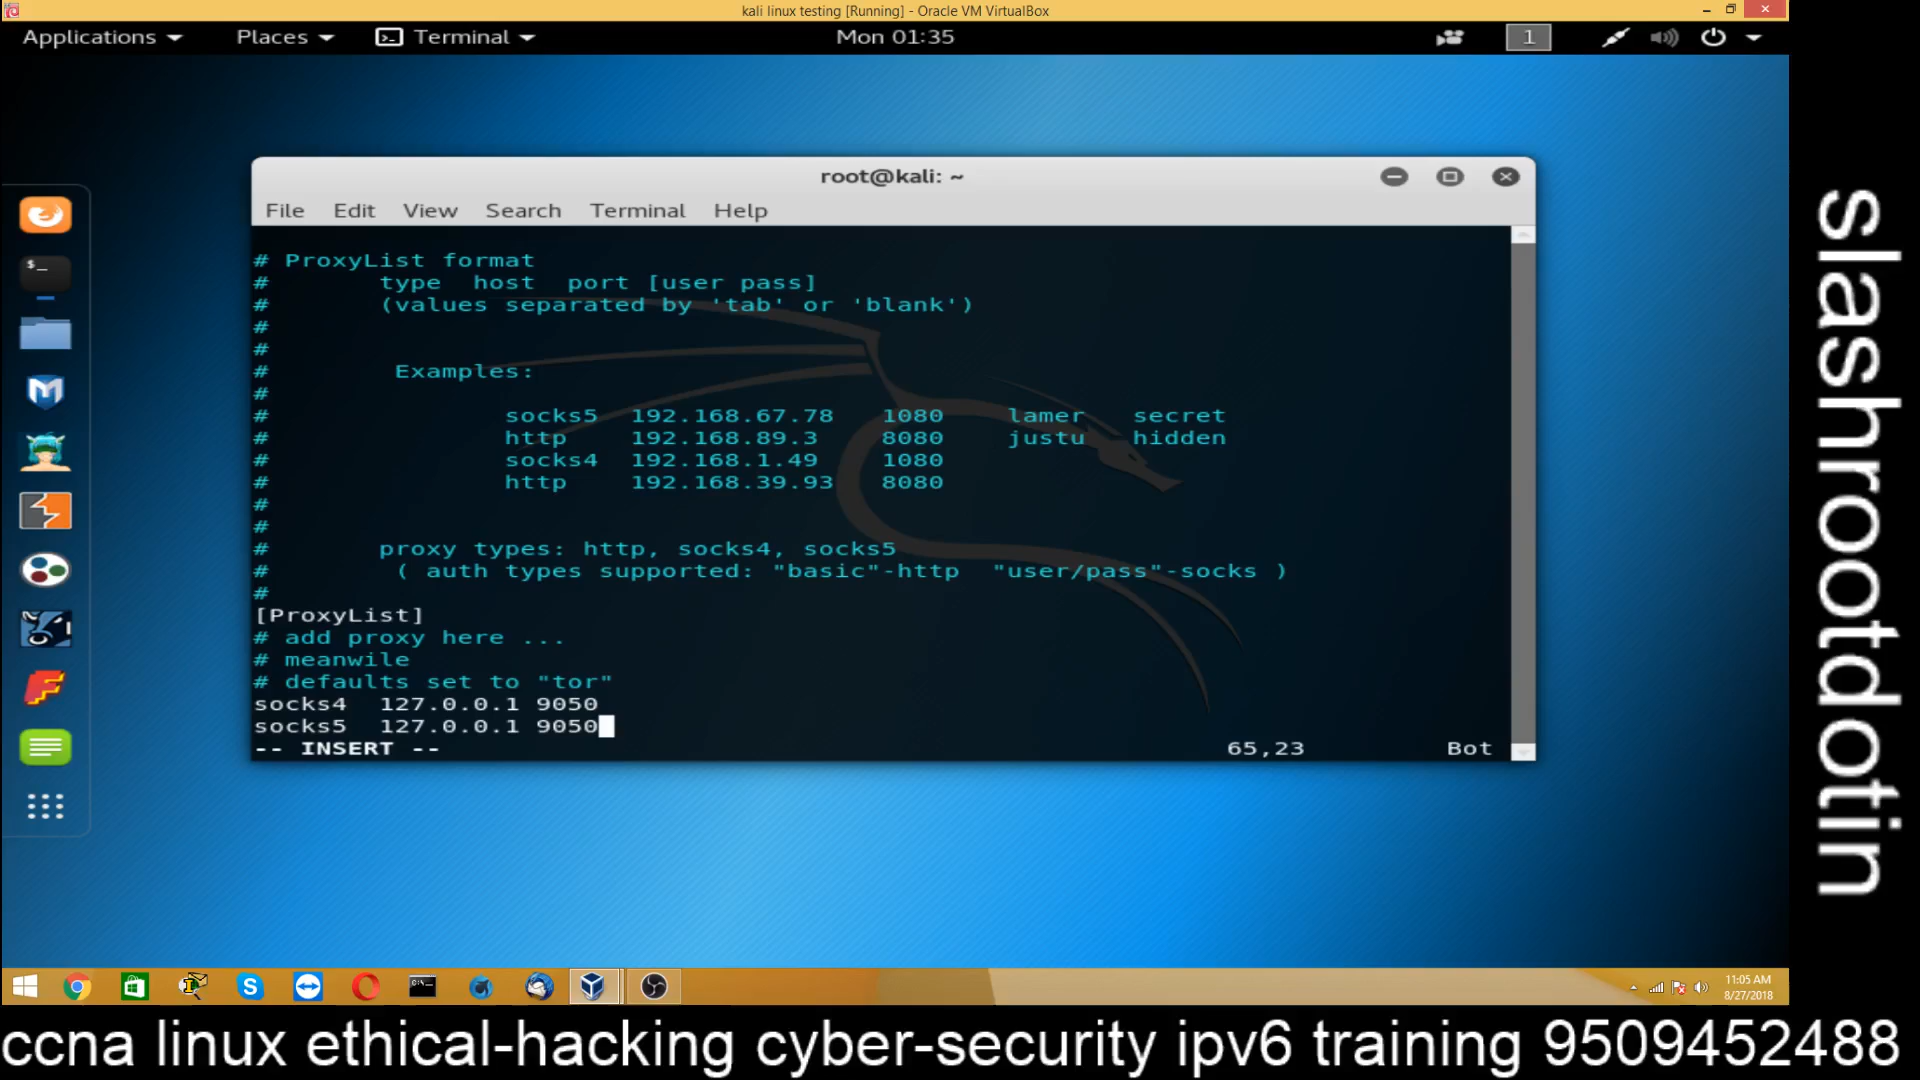 kali linux testing [Running] - Oracle VM VirtualBox
Applications Places Terminal Mon 01:35 1
root@kali: ~
File Edit View Search Terminal Help
# ProxyList format
#       type  host  port [user pass]
#       (values separated by 'tab' or 'blank')
#
#
#        Examples:
#
#               socks5  192.168.67.78   1080    lamer   secret
#               http    192.168.89.3    8080    justu   hidden
#               socks4  192.168.1.49    1080
#               http    192.168.39.93   8080
#
#
#       proxy types: http, socks4, socks5
#        ( auth types supported: "basic"-http  "user/pass"-socks )
#
[ProxyList]
# add proxy here ...
# meanwile
# defaults set to "tor"
socks4  127.0.0.1 9050
socks5  127.0.0.1 9050
-- INSERT -- 65,23 Bot
11:05 AM
8/27/2018
slashrootdotin
ccna linux ethical-hacking cyber-security ipv6 training 9509452488